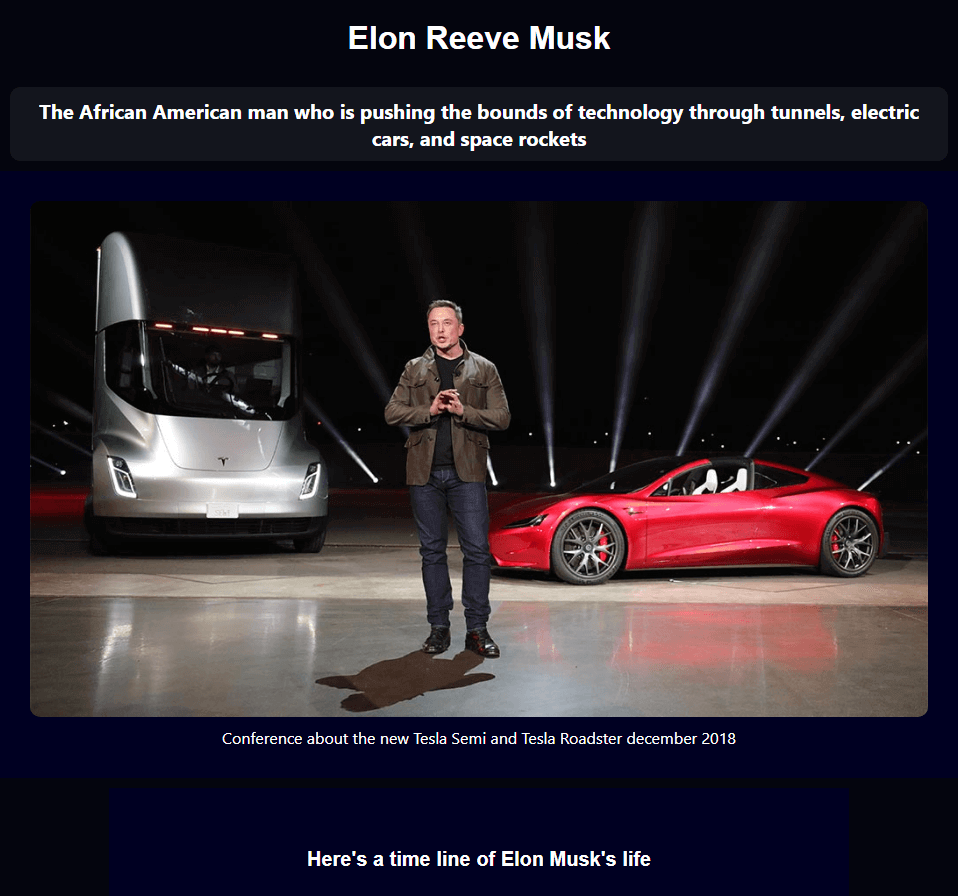 Elon Reeve Musk
The African American man who is pushing the bounds of technology through tunnels, electric
cars, and space rockets
Conference about the new Tesla Semi and Tesla Roadster december 2018
Here's a time line of Elon Musk's life